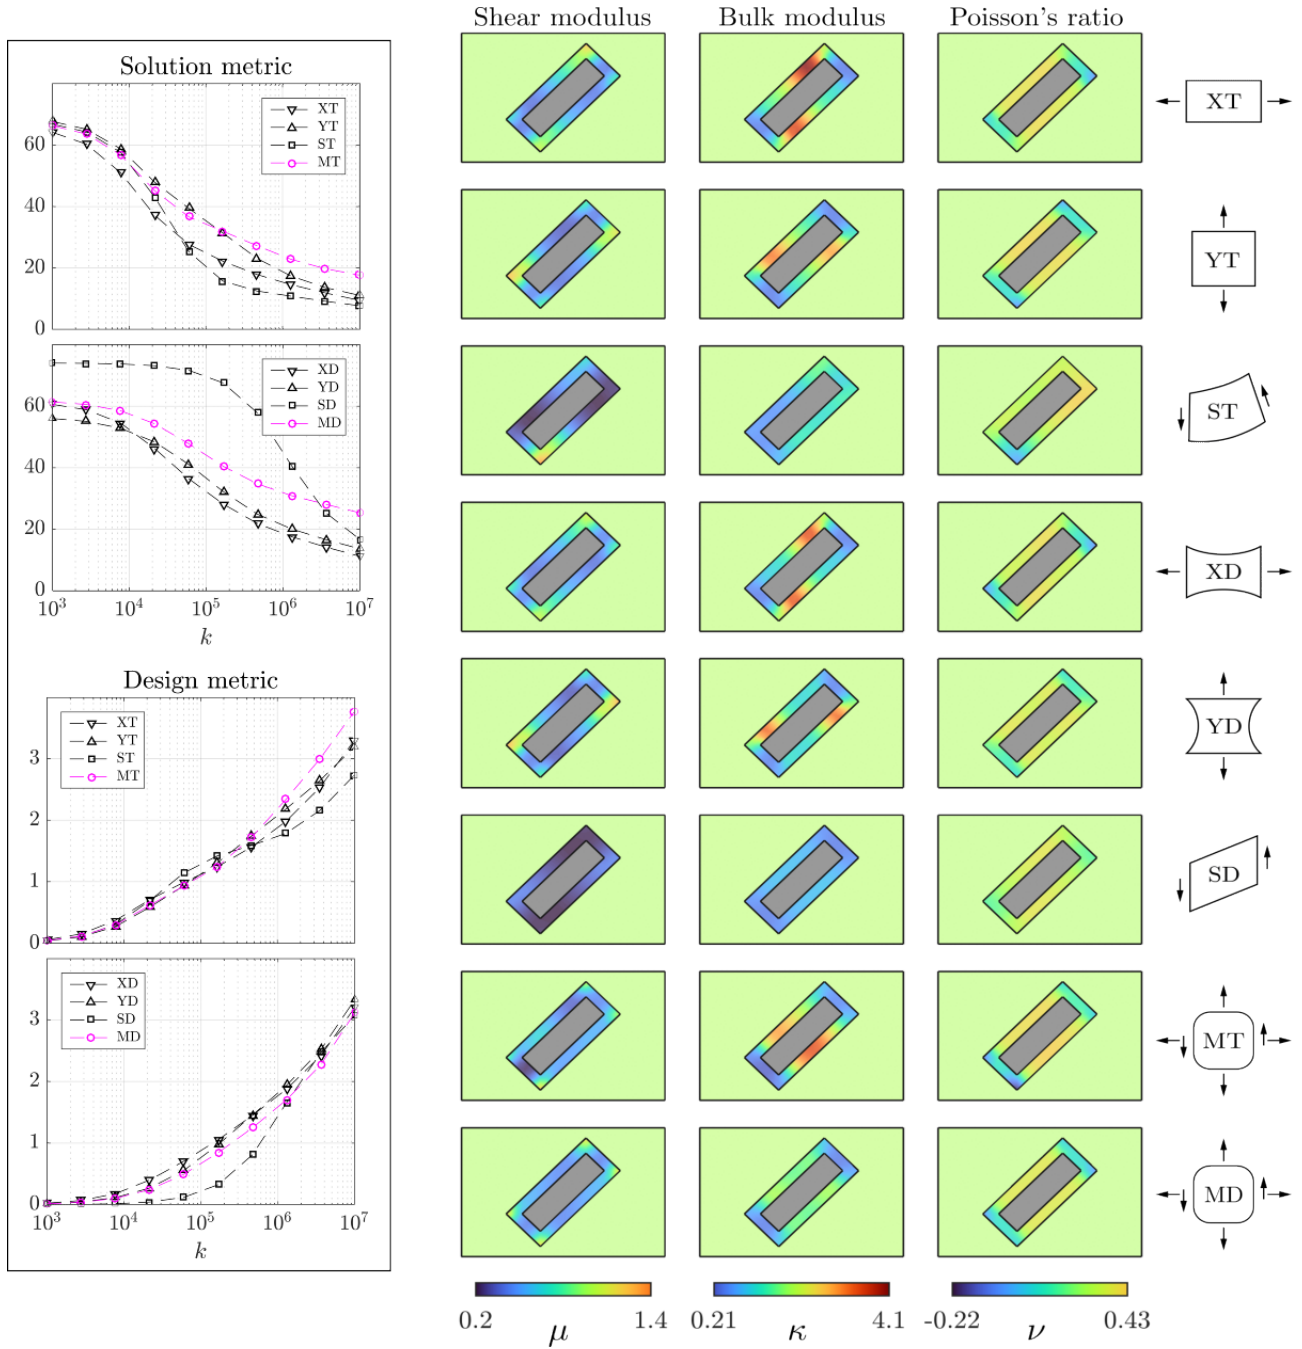 Shear modulus Bulk modulus Poisson's ratio
Solution metric
XT
YT
ST
MT
60
40
20
0
XD
YD
SD
MD
60
40
20
0
10³ 10⁴ 10⁵ 10⁶ 10⁷
k
Design metric
XT
YT
ST
MT
3
2
1
0
XD
YD
SD
MD
3
2
1
0
10³ 10⁴ 10⁵ 10⁶ 10⁷
k
XT
YT
ST
XD
YD
SD
MT
MD
0.2 μ 1.4
0.21 κ 4.1
-0.22 ν 0.43